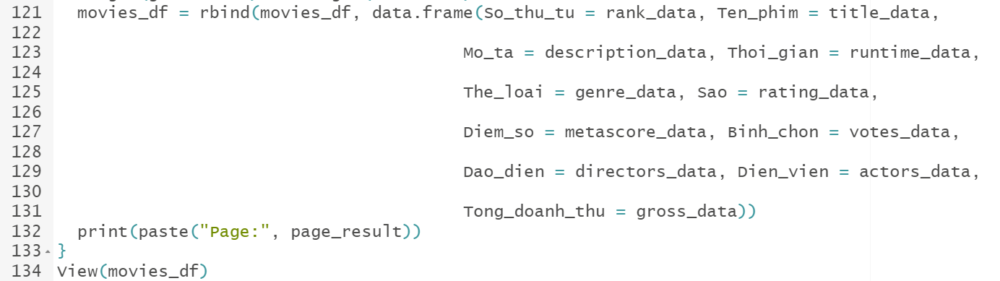 121 movies_df = rbind(movies_df, data.frame(So_thu_tu = rank_data, Ten_phim = title_data,
122
123 Mo_ta = description_data, Thoi_gian = runtime_data,
124
125 The_loai = genre_data, Sao = rating_data,
126
127 Diem_so = metascore_data, Binh_chon = votes_data,
128
129 Dao_dien = directors_data, Dien_vien = actors_data,
130
131 Tong_doanh_thu = gross_data))
132 print(paste("Page:", page_result))
133 }
134 View(movies_df)